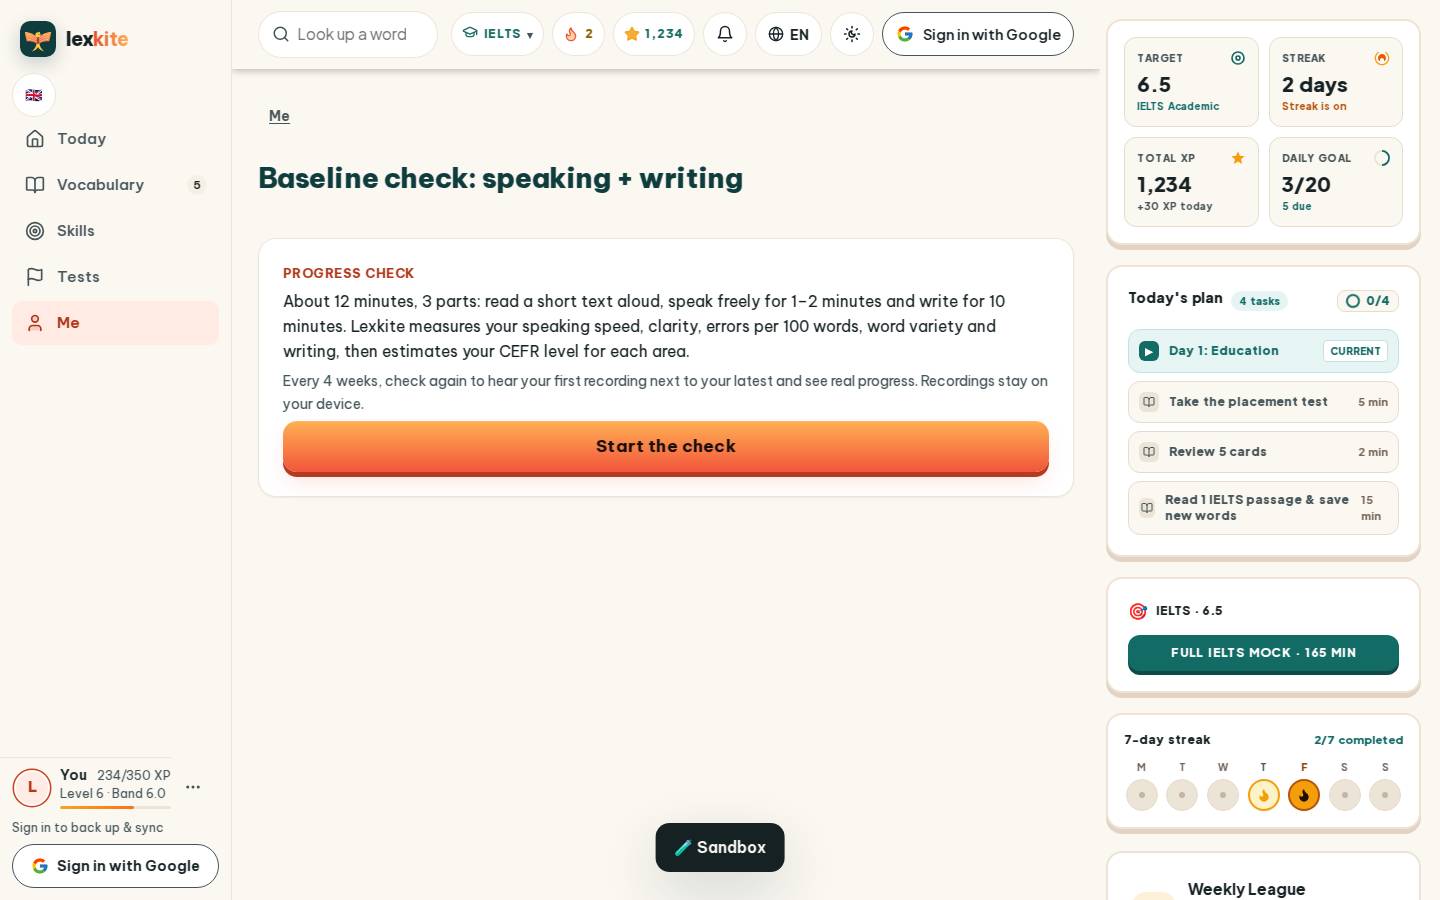 lexkite
Today
Vocabulary 5
Skills
Tests
Me
You 234/350 XP
Level 6 · Band 6.0
Sign in to back up & sync
Sign in with Google
Look up a word
IELTS ▾
2
1,234
EN
Sign in with Google
Me
Baseline check: speaking + writing
PROGRESS CHECK
About 12 minutes, 3 parts: read a short text aloud, speak freely for 1–2 minutes and write for 10
minutes. Lexkite measures your speaking speed, clarity, errors per 100 words, word variety and
writing, then estimates your CEFR level for each area.
Every 4 weeks, check again to hear your first recording next to your latest and see real progress. Recordings stay on
your device.
Start the check
Sandbox
TARGET
6.5
IELTS Academic
STREAK
2 days
Streak is on
TOTAL XP
1,234
+30 XP today
DAILY GOAL
3/20
5 due
Today's plan 4 tasks 0/4
Day 1: Education CURRENT
Take the placement test 5 min
Review 5 cards 2 min
Read 1 IELTS passage & save
new words
15
min
IELTS · 6.5
FULL IELTS MOCK · 165 MIN
7-day streak 2/7 completed
M T W T F S S
Weekly League
L